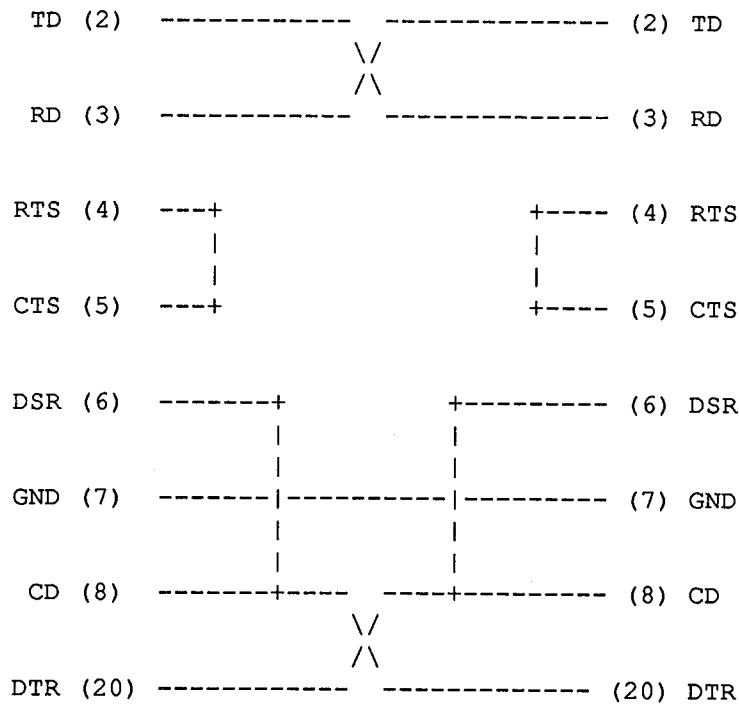 TD (2) (2) TD
RD (3) (3) RD
RTS (4) (4) RTS
CTS (5) (5) CTS
DSR (6) (6) DSR
GND (7) (7) GND
CD (8) (8) CD
DTR (20) (20) DTR